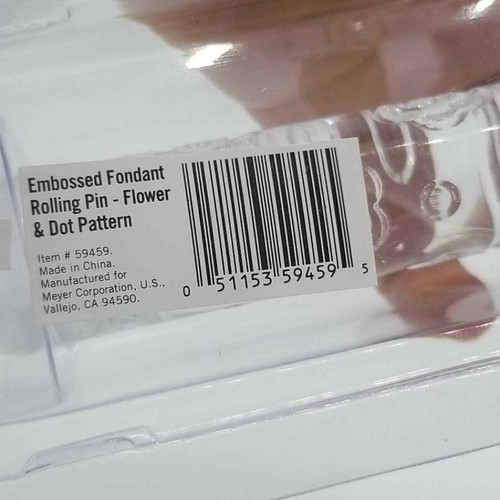 Embossed Fondant
Rolling Pin - Flower
& Dot Pattern
Item # 59459.
Made in China.
Manufactured for
Meyer Corporation, U.S.,
Vallejo, CA 94590.
0 51153 59459 5